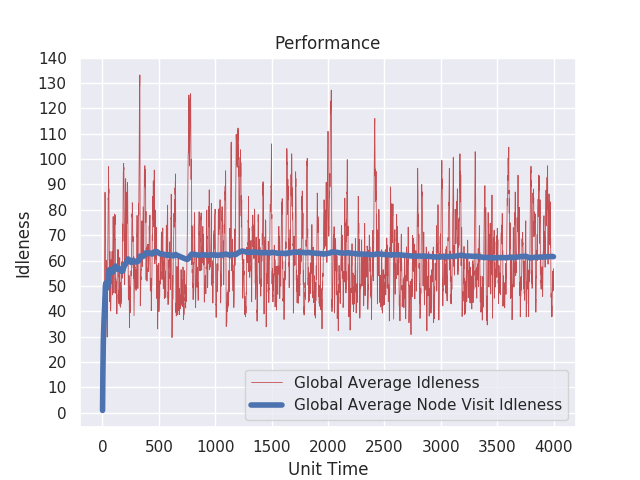 Performance
140
130
120
110
100
90
80
70
60
50
40
30
20
10
0
Idleness
Global Average Idleness
Global Average Node Visit Idleness
0 500 1000 1500 2000 2500 3000 3500 4000
Unit Time